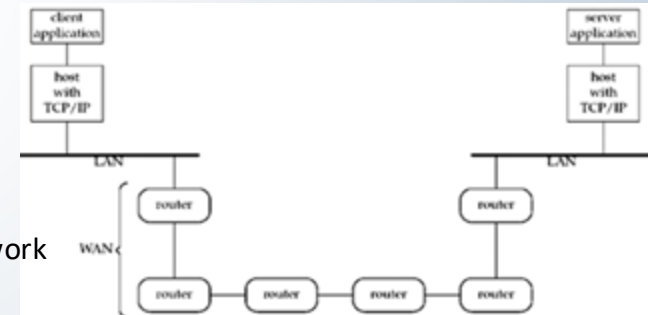 client
application
server
application
host
with
TCP/IP
host
with
TCP/IP
LAN
LAN
router
router
work
WAN
router
router
router
router